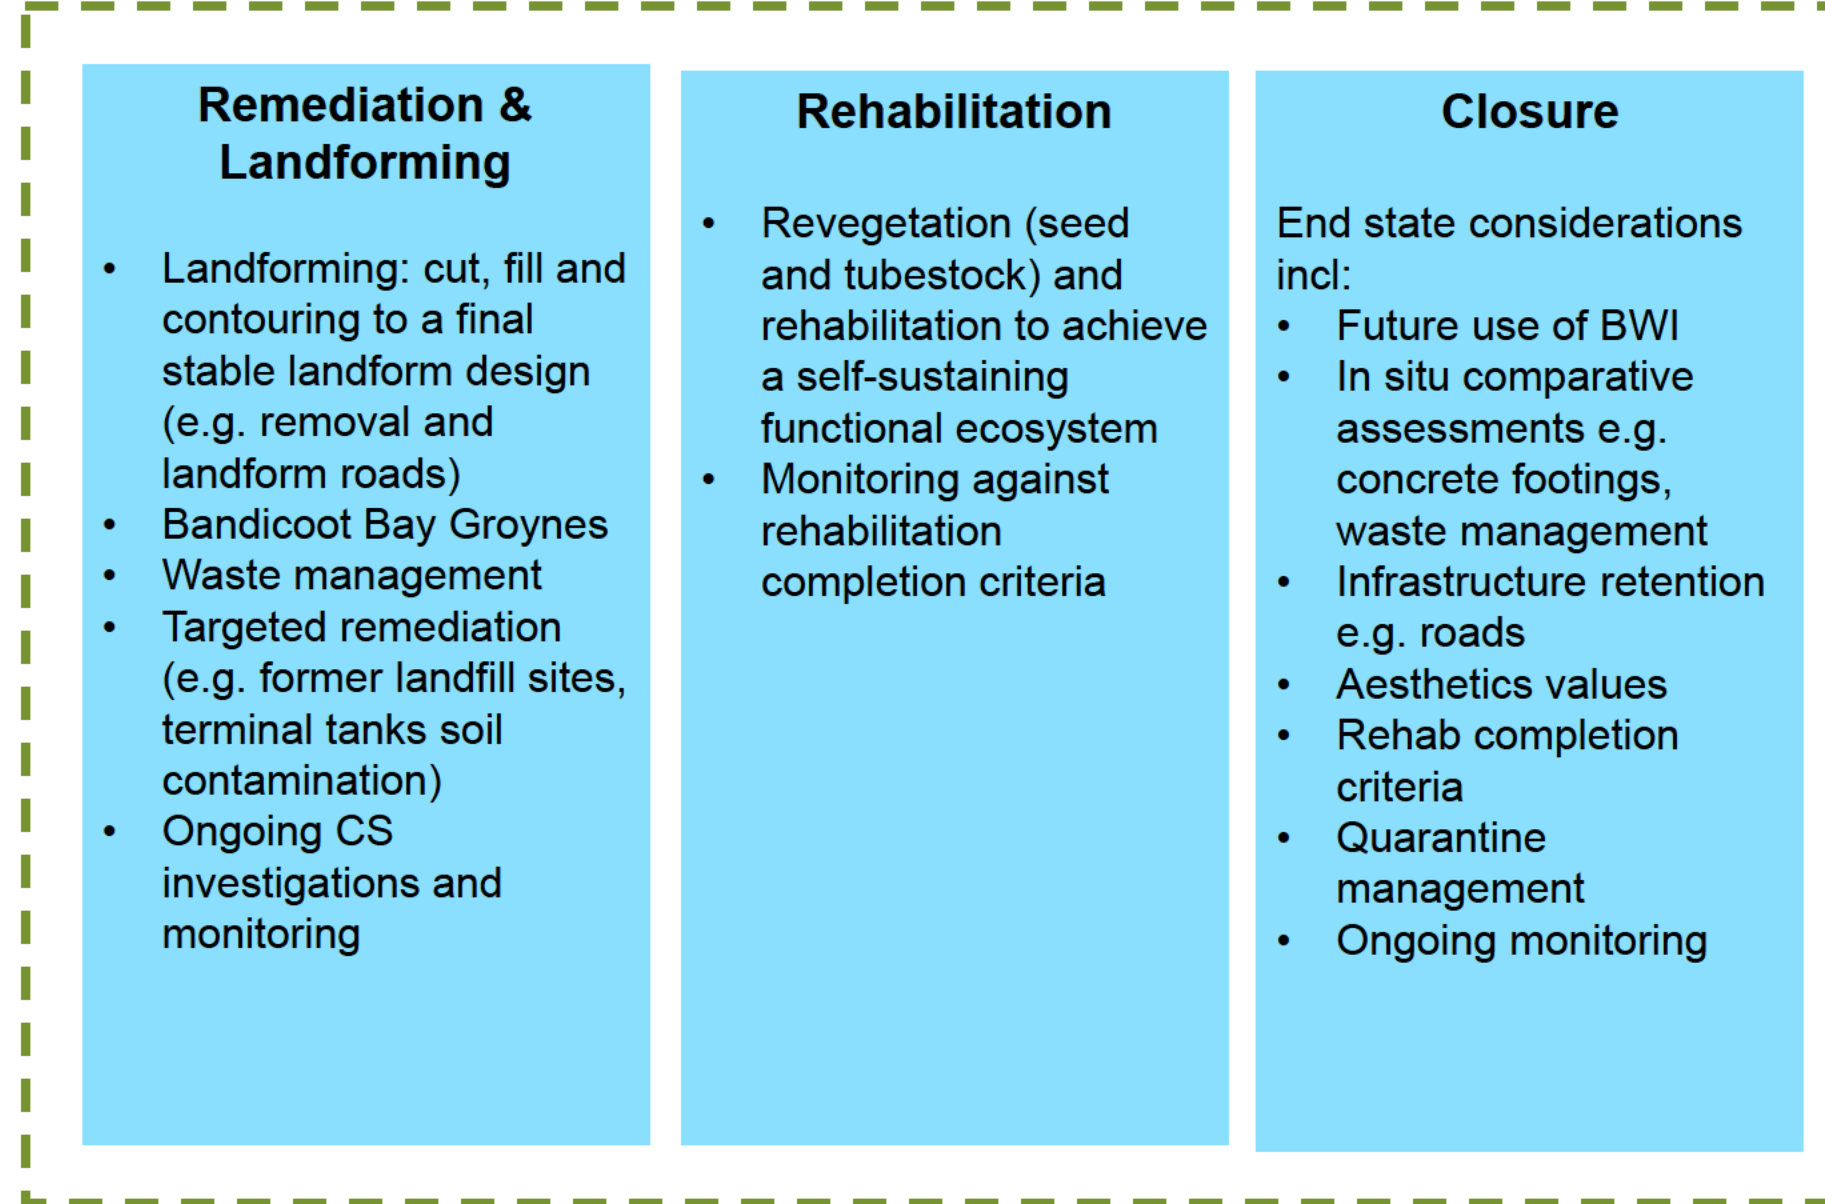 Remediation &
Landforming
• Landforming: cut, fill and
contouring to a final
stable landform design
(e.g. removal and
landform roads)
• Bandicoot Bay Groynes
• Waste management
• Targeted remediation
(e.g. former landfill sites,
terminal tanks soil
contamination)
• Ongoing CS
investigations and
monitoring
Rehabilitation
• Revegetation (seed
and tubestock) and
rehabilitation to achieve
a self-sustaining
functional ecosystem
• Monitoring against
rehabilitation
completion criteria
Closure
End state considerations
incl:
• Future use of BWI
• In situ comparative
assessments e.g.
concrete footings,
waste management
• Infrastructure retention
e.g. roads
• Aesthetics values
• Rehab completion
criteria
• Quarantine
management
• Ongoing monitoring